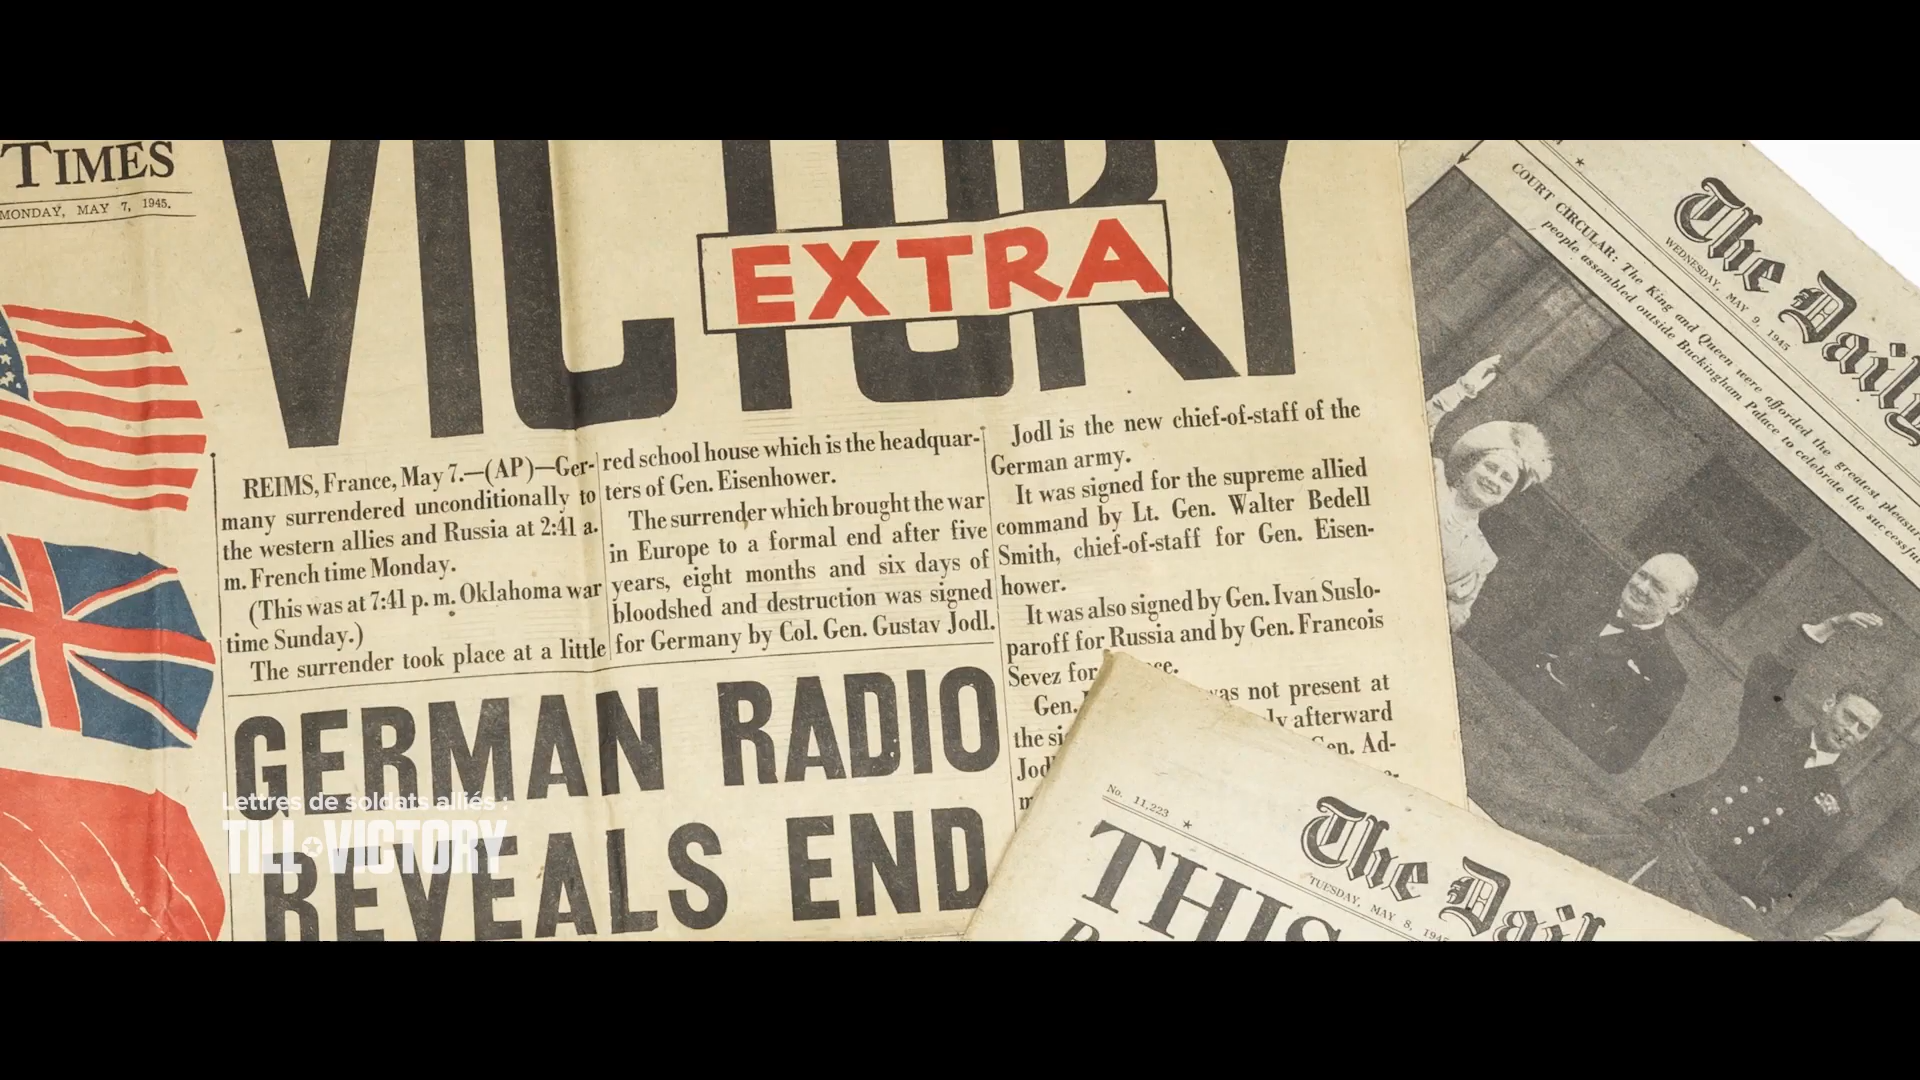 TIMES
MONDAY, MAY 7, 1945.
VICTORY
EXTRA
REIMS, France, May 7.—(AP)—Ger-
many surrendered unconditionally to
the western allies and Russia at 2:41 a.
m. French time Monday.
(This was at 7:41 p. m. Oklahoma war
time Sunday.)
The surrender took place at a little
red school house which is the headquar-
ters of Gen. Eisenhower.
The surrender which brought the war
in Europe to a formal end after five
years, eight months and six days of
bloodshed and destruction was signed
for Germany by Col. Gen. Gustav Jodl.
Jodl is the new chief-of-staff of the
German army.
It was signed for the supreme allied
command by Lt. Gen. Walter Bedell
Smith, chief-of-staff for Gen. Eisen-
hower.
It was also signed by Gen. Ivan Suslo-
paroff for Russia and by Gen. Francois
Sevez for
Gen. was not present at
the afterward
Gen. Ad-
GERMAN RADIO
REVEALS END
Lettres de soldats alliés :
TILL VICTORY
The Daily
WEDNESDAY, MAY 9, 1945
COURT CIRCULAR: The King and Queen were afforded the greatest pleasure
people assembled outside Buckingham Palace to celebrate the successful
No. 11,223
The Dail
TUESDAY, MAY 8, 1945
THIS